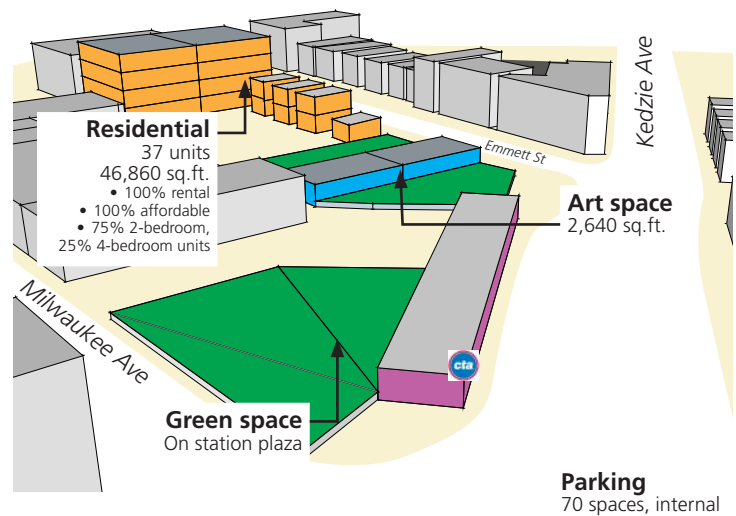 Kedzie Ave
Emmett St
Residential
37 units
46,860 sq.ft.
• 100% rental
• 100% affordable
• 75% 2-bedroom,
25% 4-bedroom units
Art space
2,640 sq.ft.
Milwaukee Ave
cta
Green space
On station plaza
Parking
70 spaces, internal